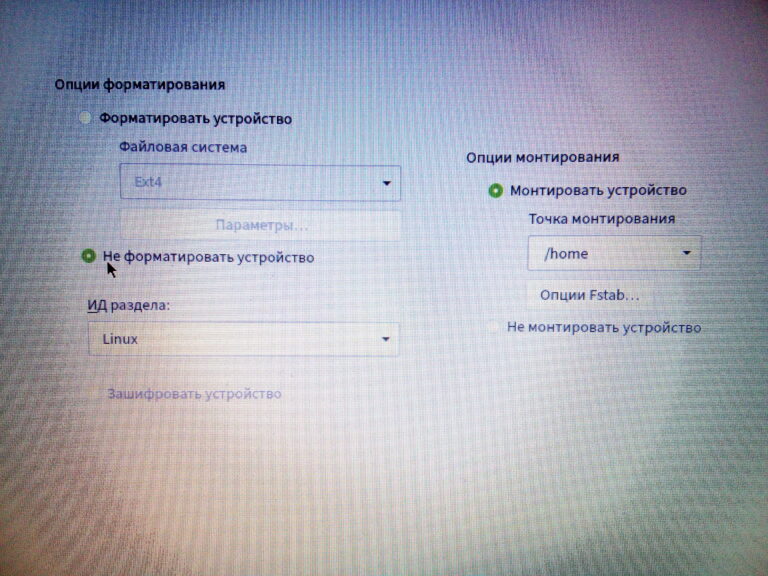 Опции форматирования
Форматировать устройство
Файловая система
Ext4
Параметры...
Не форматировать устройство
ИД раздела:
Linux
Зашифровать устройство
Опции монтирования
Монтировать устройство
Точка монтирования
/home
Опции Fstab...
Не монтировать устройство